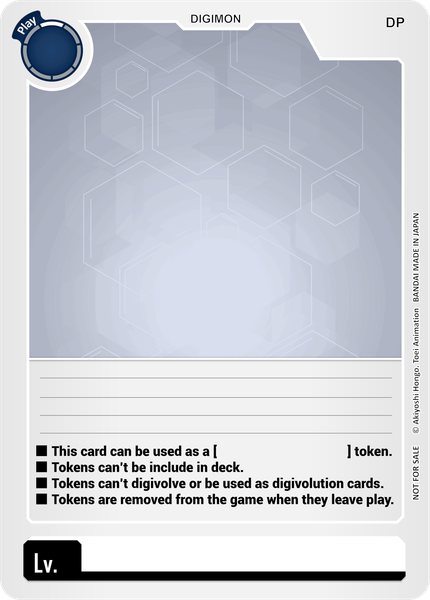 Play
DIGIMON
DP
■ This card can be used as a [ ] token.
■ Tokens can't be include in deck.
■ Tokens can't digivolve or be used as digivolution cards.
■ Tokens are removed from the game when they leave play.
NOT FOR SALE © Akiyoshi Hongo, Toei Animation BANDAI MADE IN JAPAN
Lv.